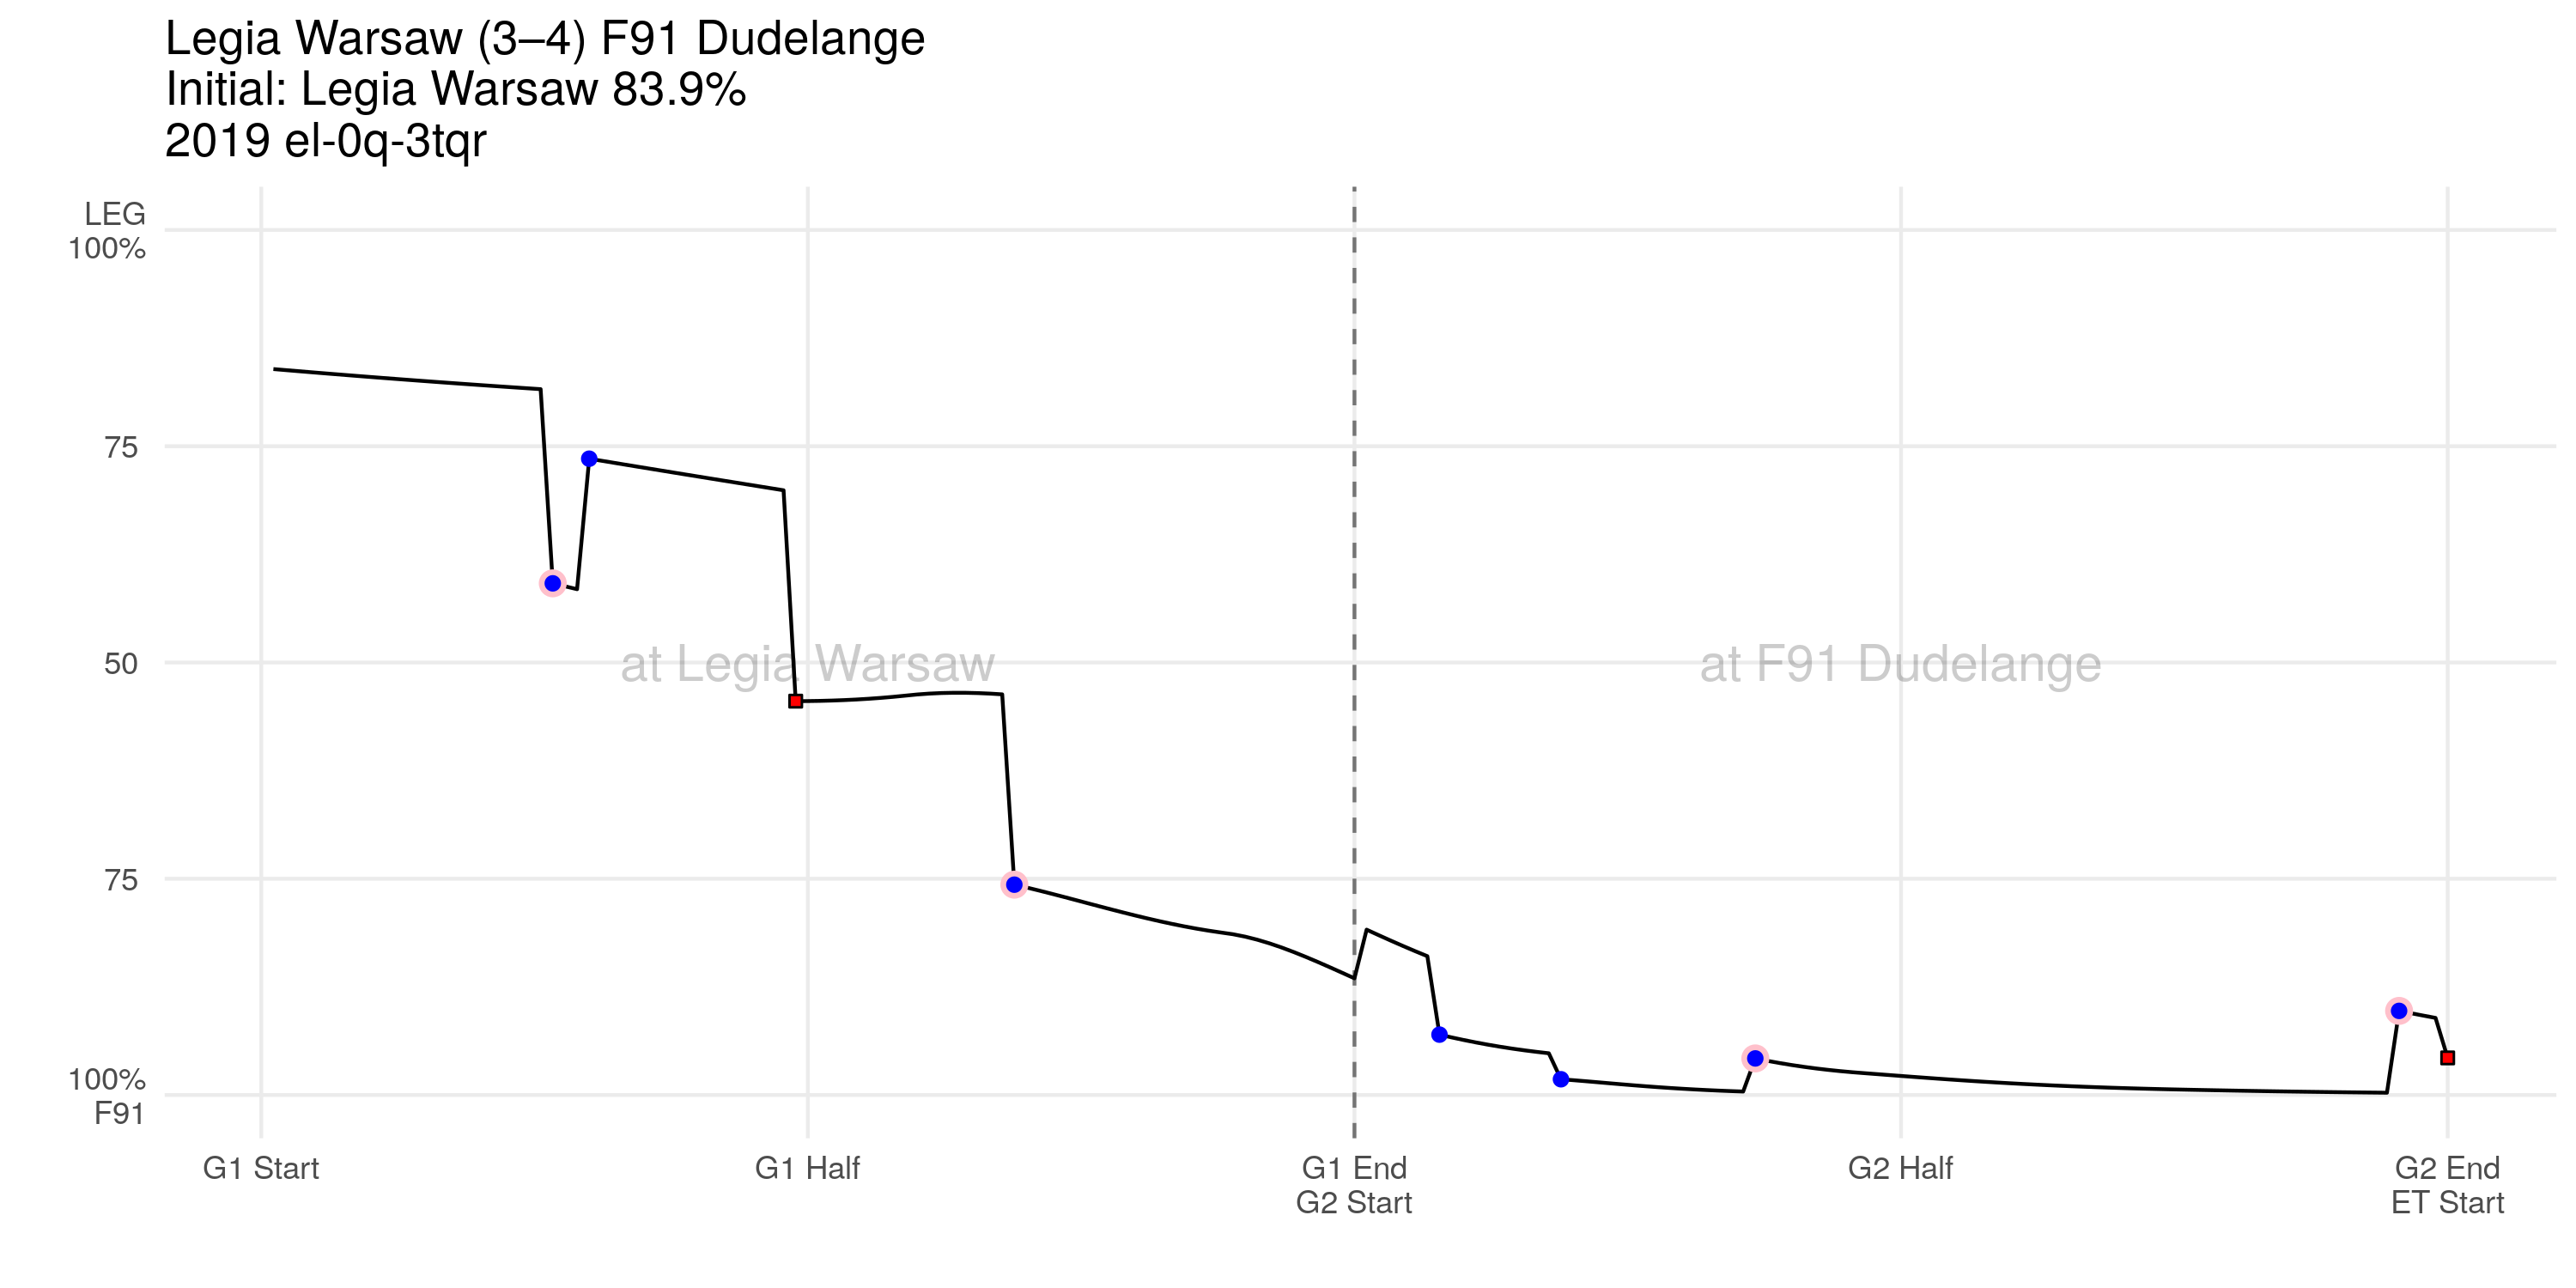 Legia Warsaw (3–4) F91 Dudelange
Initial: Legia Warsaw 83.9%
2019 el-0q-3tqr
LEG
100%
75
50
75
100%
F91
at Legia Warsaw
at F91 Dudelange
G1 Start
G1 Half
G1 End
G2 Start
G2 Half
G2 End
ET Start